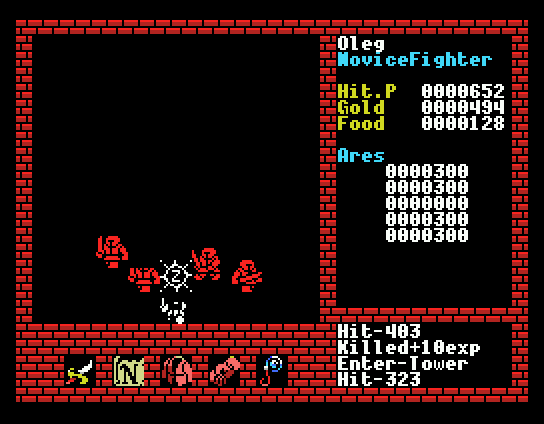 Oleg
NoviceFighter
Hit.P 0000652
Gold 0000494
Food 0000128
Ares
0000300
0000300
0000000
0000300
0000300
Z
N
Hit-403
Killed+10exp
Enter-Tower
Hit-323